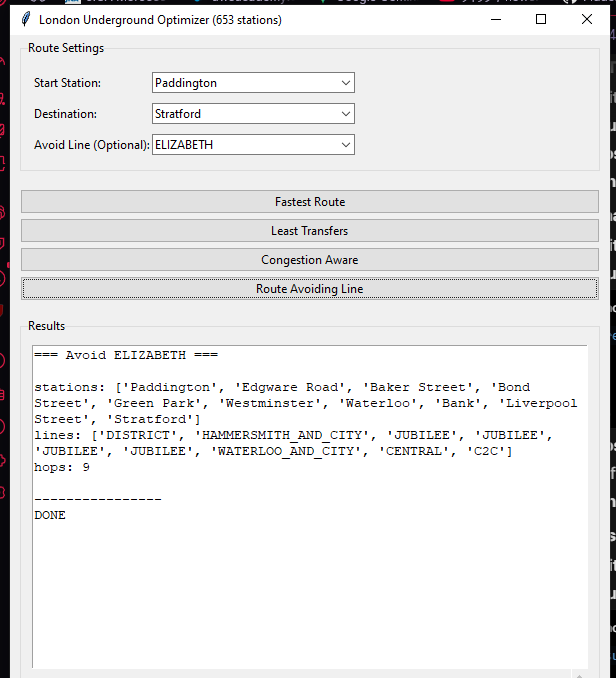 London Underground Optimizer (653 stations)
Route Settings
Start Station: Paddington
Destination: Stratford
Avoid Line (Optional): ELIZABETH
Fastest Route
Least Transfers
Congestion Aware
Route Avoiding Line
Results
=== Avoid ELIZABETH ===
stations: ['Paddington', 'Edgware Road', 'Baker Street', 'Bond
Street', 'Green Park', 'Westminster', 'Waterloo', 'Bank', 'Liverpool
Street', 'Stratford']
lines: ['DISTRICT', 'HAMMERSMITH_AND_CITY', 'JUBILEE', 'JUBILEE',
'JUBILEE', 'JUBILEE', 'WATERLOO_AND_CITY', 'CENTRAL', 'C2C']
hops: 9
----------------
DONE